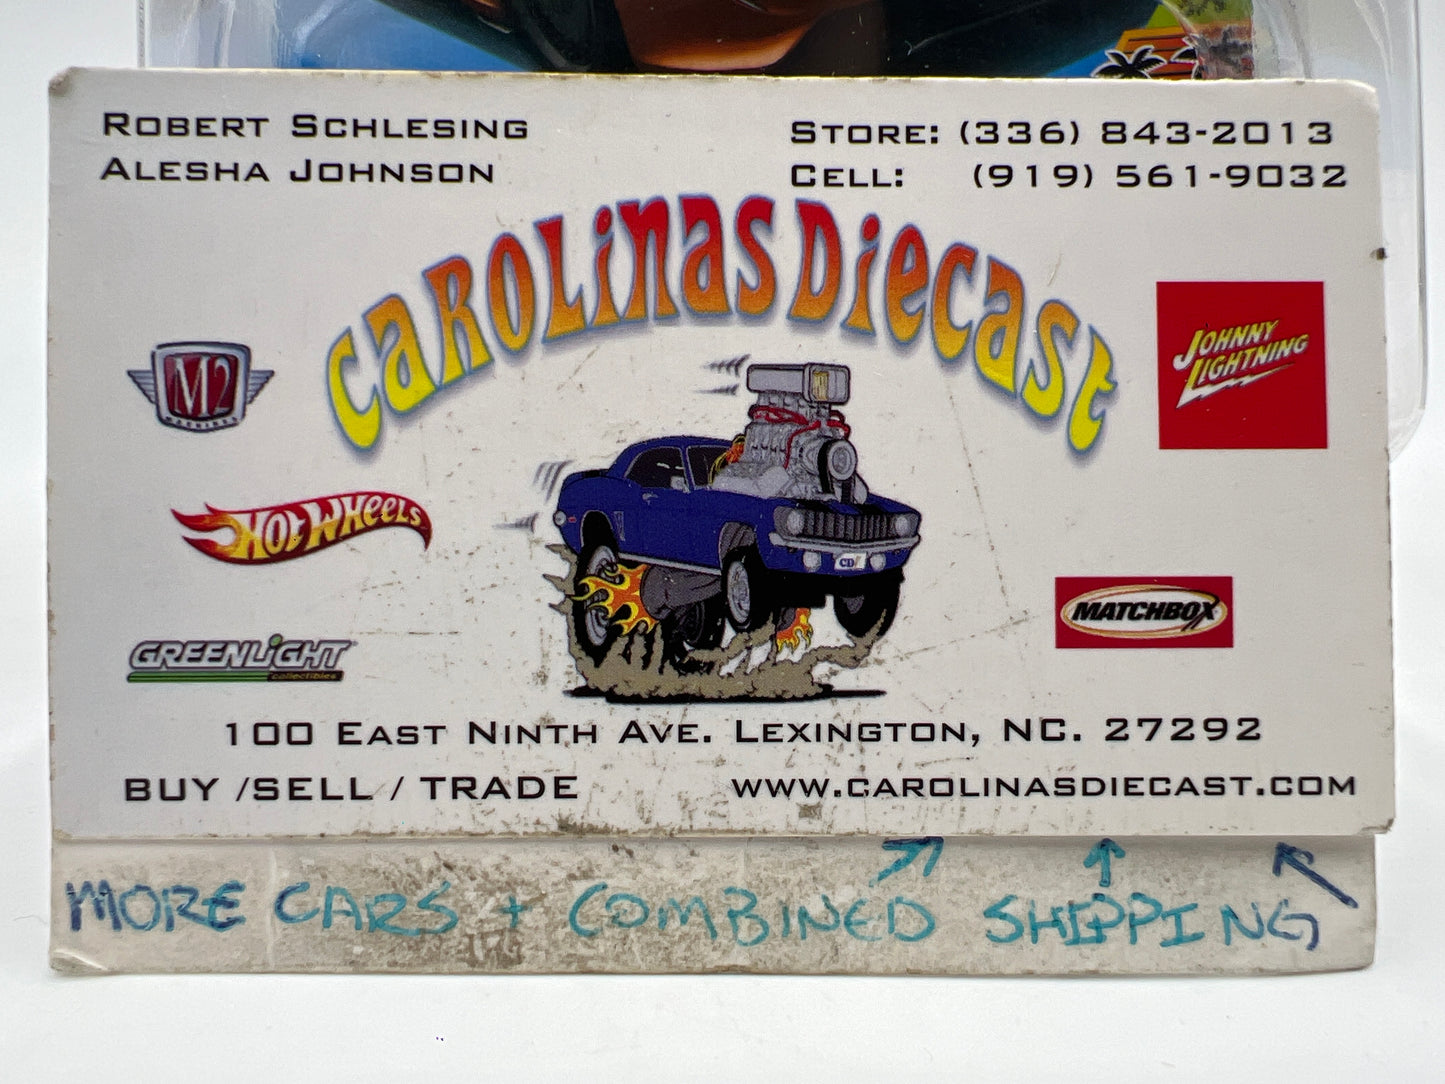 ROBERT SCHLESING
ALESHA JOHNSON
STORE: (336) 843-2013
CELL: (919) 561-9032
CAROLINAS DIECAST
M2
MACHINES
JOHNNY
LIGHTNING
HOT WHEELS
CD
MATCHBOX
GREENLIGHT
collectibles
100 EAST NINTH AVE. LEXINGTON, NC. 27292
BUY /SELL / TRADE
WWW.CAROLINASDIECAST.COM
MORE CARS + COMBINED SHIPPING